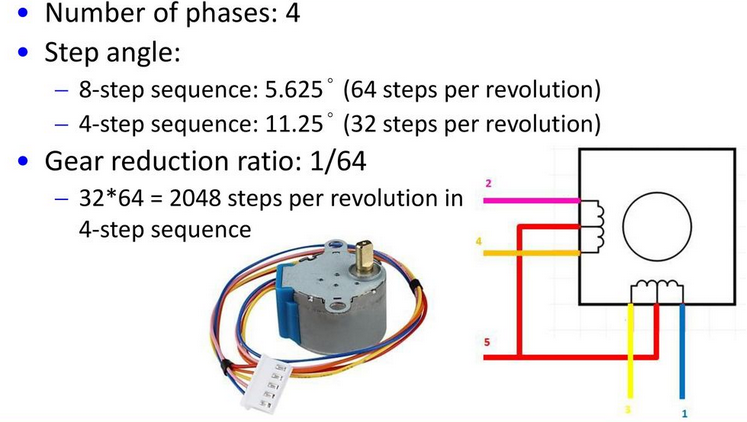 • Number of phases: 4
• Step angle:
– 8-step sequence: 5.625° (64 steps per revolution)
– 4-step sequence: 11.25° (32 steps per revolution)
• Gear reduction ratio: 1/64
– 32*64 = 2048 steps per revolution in
4-step sequence
2
4
5
3
1